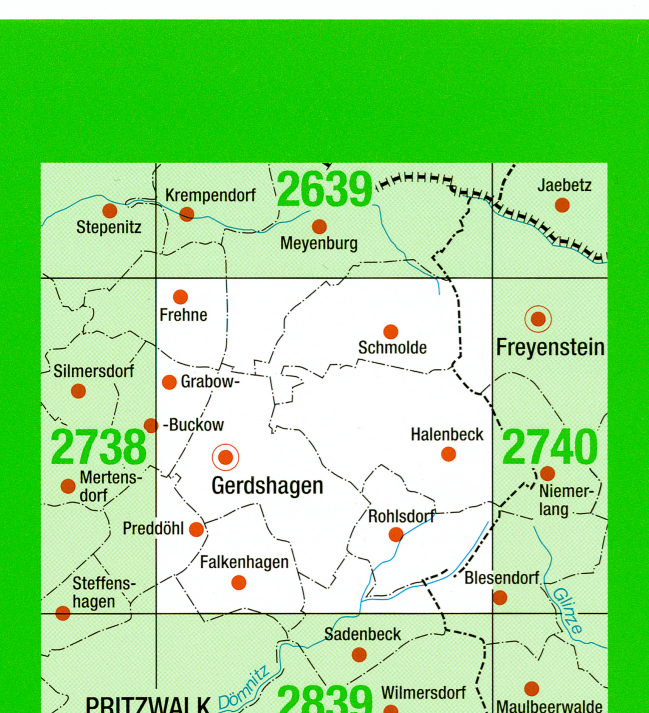 Krempendorf
2639
Jaebetz
Stepenitz
Meyenburg
Frehne
Schmolde
Freyenstein
Silmersdorf
Grabow-
-Buckow
2738
Halenbeck
2740
Mertens-
dorf
Gerdshagen
Niemer-
lang
Preddöhl
Rohlsdorf
Falkenhagen
Steffens-
hagen
Blesendorf
Glinze
Sadenbeck
PRITZWALK
Dömnitz
2839
Wilmersdorf
Maulbeerwalde